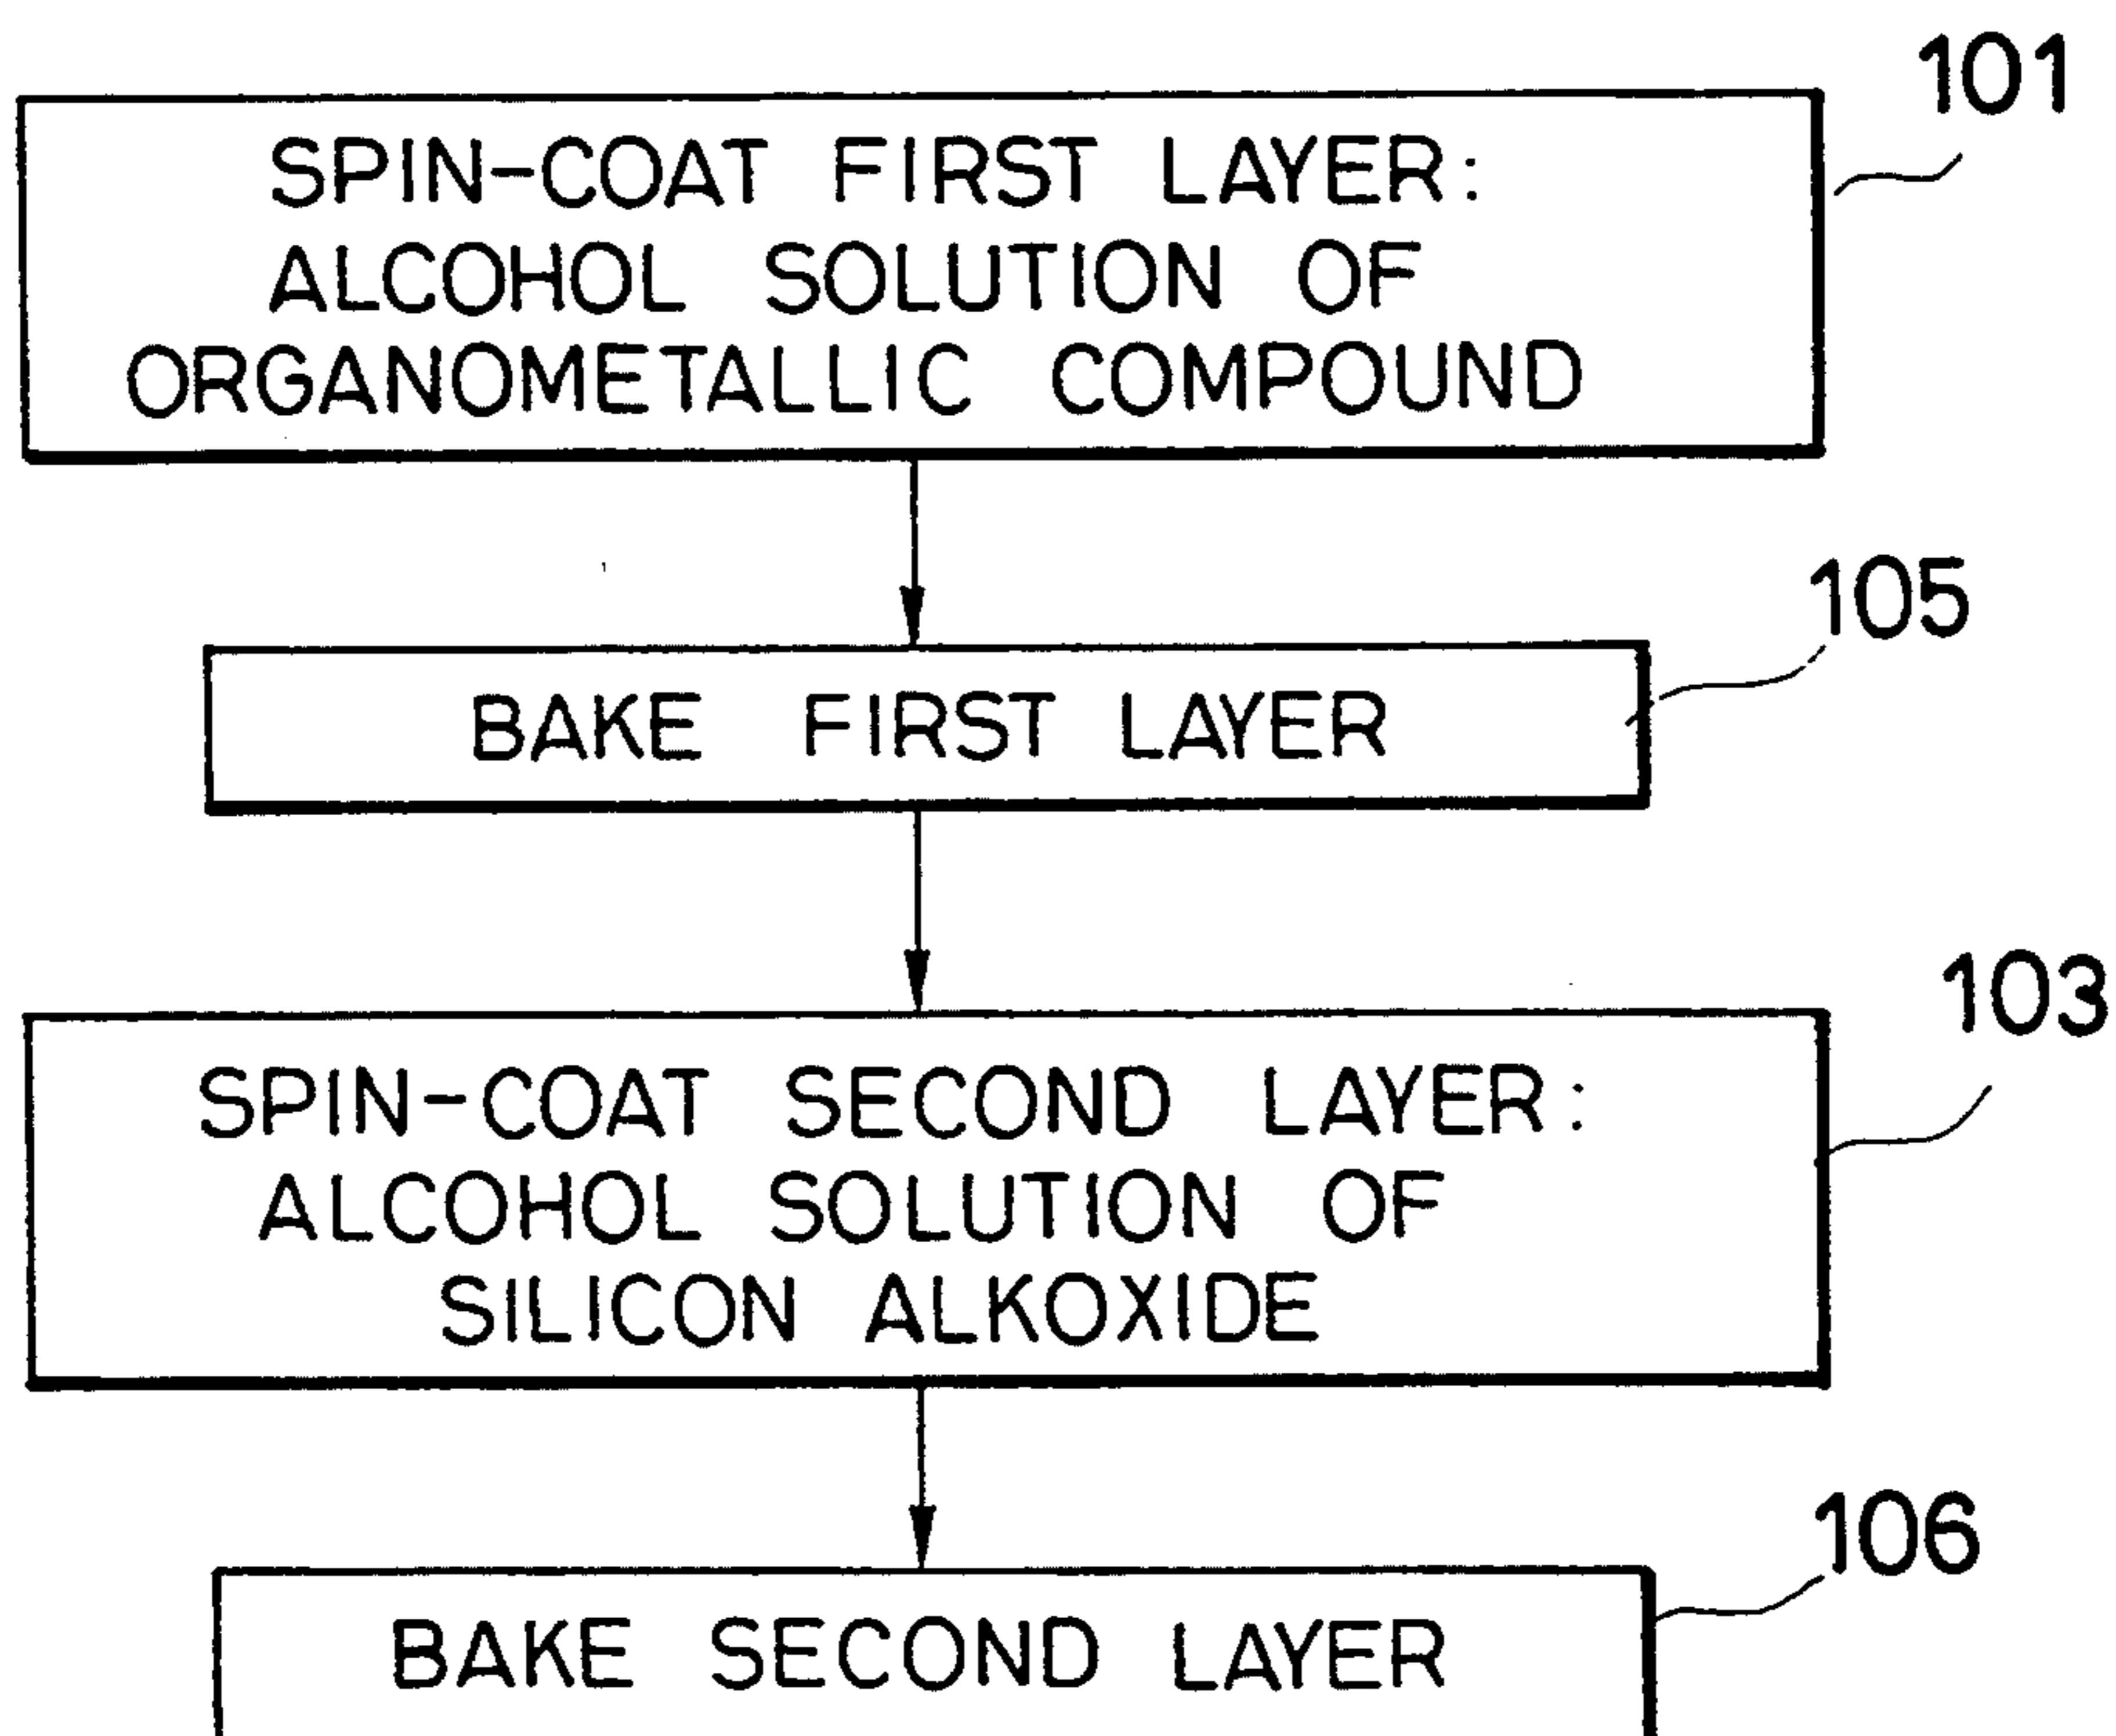 101
SPIN-COAT FIRST LAYER:
ALCOHOL SOLUTION OF
ORGANOMETALLIC COMPOUND
105
BAKE FIRST LAYER
103
SPIN-COAT SECOND LAYER:
ALCOHOL SOLUTION OF
SILICON ALKOXIDE
106
BAKE SECOND LAYER